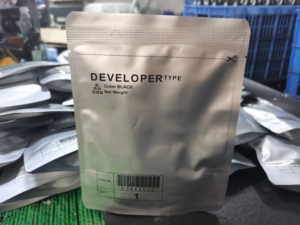 DEVELOPER TYPE
Color BLACK
Net Weight
1